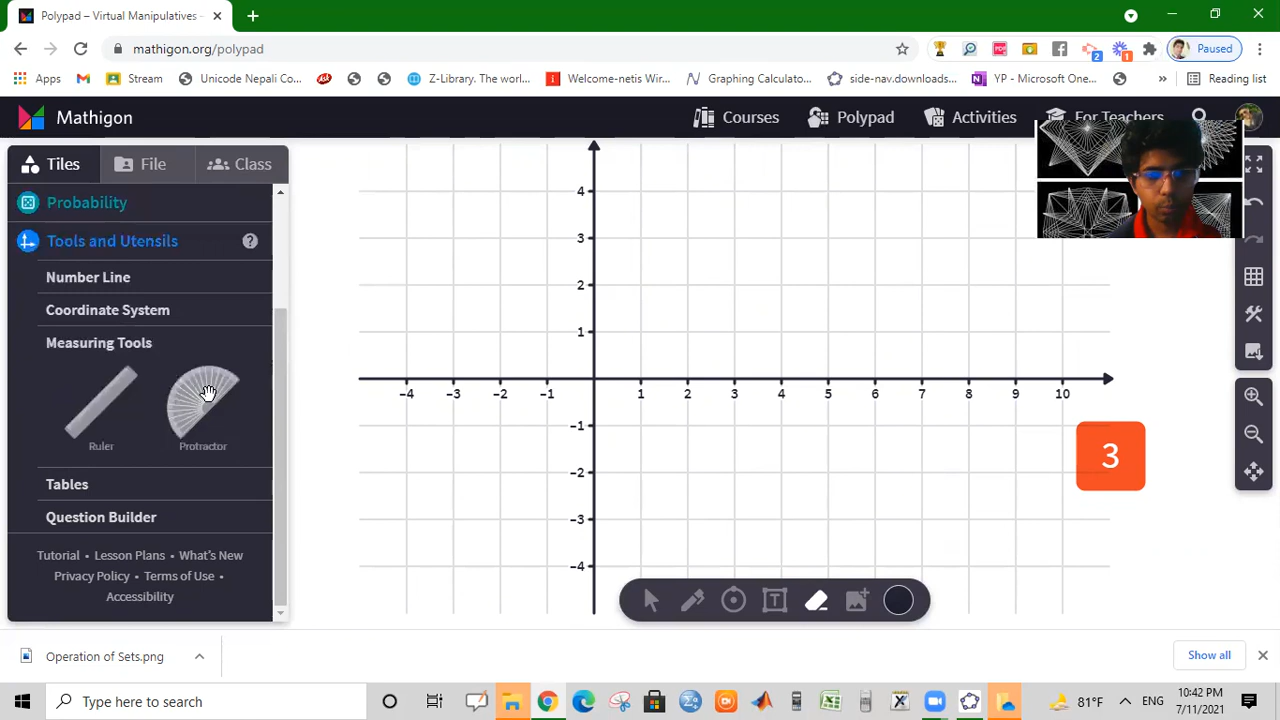 Polypad – Virtual Manipulatives
mathigon.org/polypad
Paused
Apps
Stream
Unicode Nepali Co...
Ask
Z-Library. The worl...
Welcome-netis Wir...
Graphing Calculato...
side-nav.downloads...
YP - Microsoft One...
»
Reading list
Mathigon
Courses
Polypad
Activities
For Teachers
Tiles
File
Class
Probability
Tools and Utensils
?
Number Line
Coordinate System
Measuring Tools
Ruler
Protractor
Tables
Question Builder
Tutorial • Lesson Plans • What's New
Privacy Policy • Terms of Use •
Accessibility
4
3
2
1
–4 –3 –2 –1 1 2 3 4 5 6 7 8 9 10
–1
–2
–3
–4
3
T
Operation of Sets.png
Show all
Type here to search
81°F
ENG
10:42 PM
7/11/2021